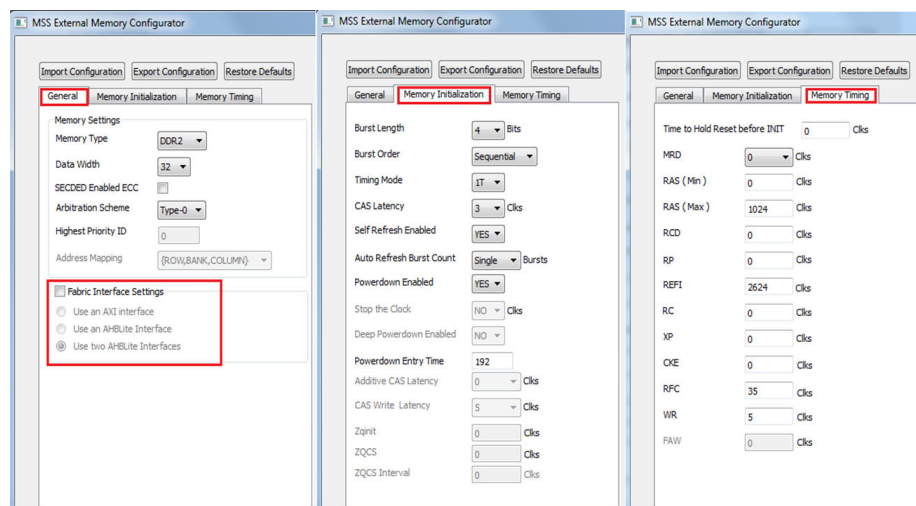 MSS External Memory Configurator
Import Configuration Export Configuration Restore Defaults
General Memory Initialization Memory Timing
Memory Settings
Memory Type DDR2
Data Width 32
SECDED Enabled ECC
Arbitration Scheme Type-0
Highest Priority ID 0
Address Mapping {ROW,BANK,COLUMN}
Fabric Interface Settings
Use an AXI interface
Use an AHBLite Interface
Use two AHBLite Interfaces
MSS External Memory Configurator
Import Configuration Export Configuration Restore Defaults
General Memory Initialization Memory Timing
Burst Length 4 Bits
Burst Order Sequential
Timing Mode 1T
CAS Latency 3 Clks
Self Refresh Enabled YES
Auto Refresh Burst Count Single Bursts
Powerdown Enabled YES
Stop the Clock NO Clks
Deep Powerdown Enabled NO
Powerdown Entry Time 192
Additive CAS Latency 0 Clks
CAS Write Latency 5 Clks
Zqinit 0 Clks
ZQCS 0 Clks
ZQCS Interval 0 Clks
MSS External Memory Configurator
Import Configuration Export Configuration Restore Defaults
General Memory Initialization Memory Timing
Time to Hold Reset before INIT 0 Clks
MRD 0 Clks
RAS ( Min ) 0 Clks
RAS ( Max ) 1024 Clks
RCD 0 Clks
RP 0 Clks
REFI 2624 Clks
RC 0 Clks
XP 0 Clks
CKE 0 Clks
RFC 35 Clks
WR 5 Clks
FAW 0 Clks